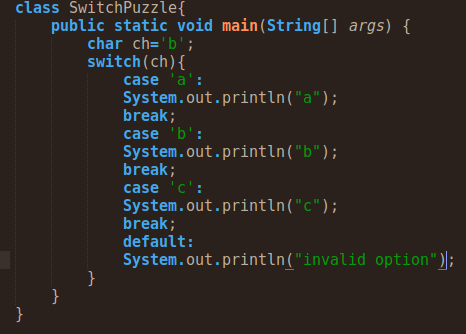 class SwitchPuzzle{
    public static void main(String[] args) {
        char ch='b';
        switch(ch){
            case 'a':
            System.out.println("a");
            break;
            case 'b':
            System.out.println("b");
            break;
            case 'c':
            System.out.println("c");
            break;
            default:
            System.out.println("invalid option");
        }
    }
}